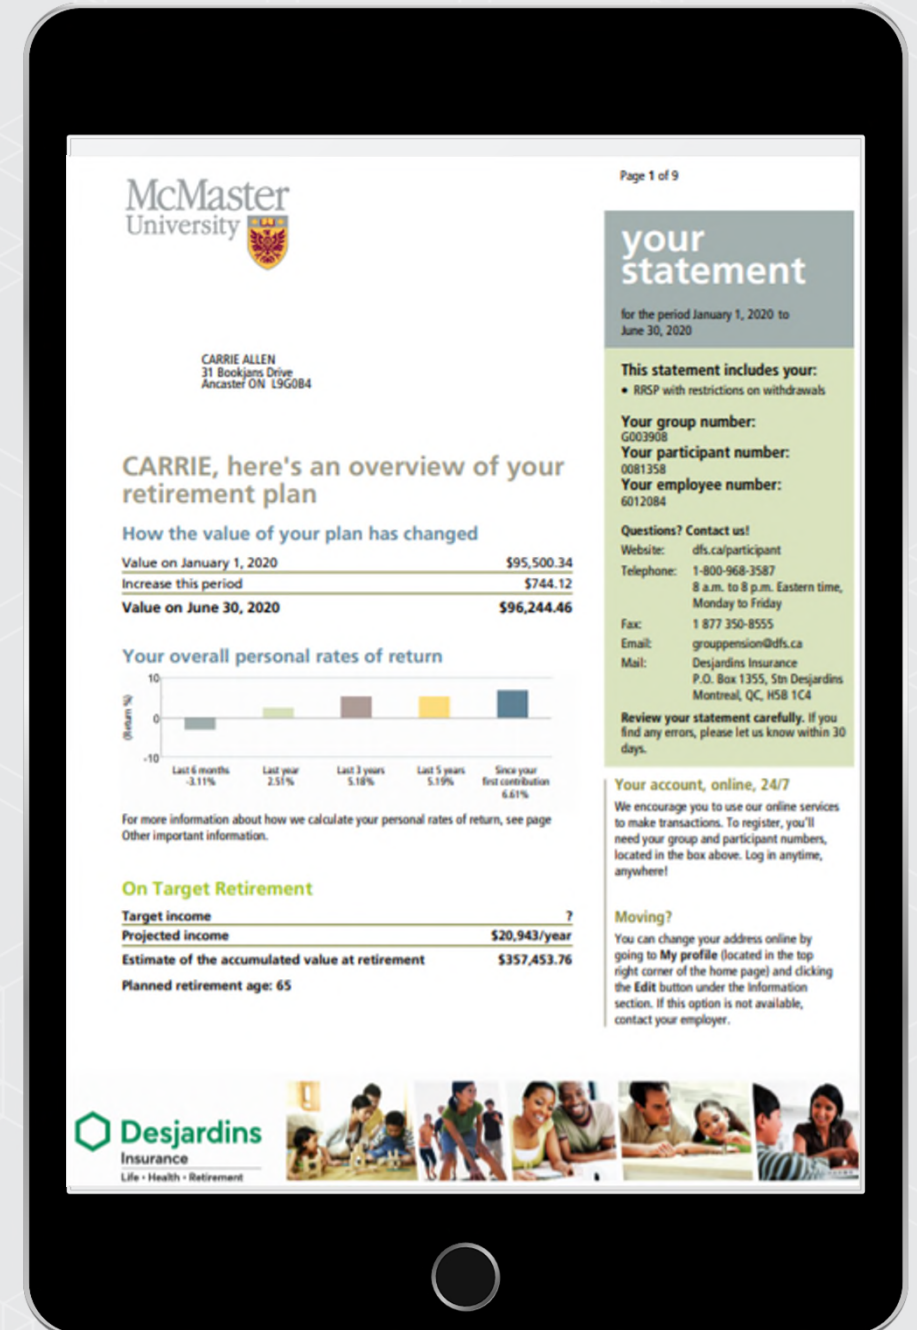 McMaster
University
CARRIE ALLEN
31 Bookjans Drive
Ancaster ON L9G0B4
CARRIE, here's an overview of your
retirement plan
How the value of your plan has changed
Value on January 1, 2020 $95,500.34
Increase this period $744.12
Value on June 30, 2020 $96,244.46
Your overall personal rates of return
(Return %)
10
0
-10
Last 6 months Last year Last 3 years Last 5 years Since your
-3.11% 2.51% 5.18% 5.19% first contribution
6.61%
For more information about how we calculate your personal rates of return, see page
Other important information.
On Target Retirement
Target income ?
Projected income $20,943/year
Estimate of the accumulated value at retirement $357,453.76
Planned retirement age: 65
Page 1 of 9
your
statement
for the period January 1, 2020 to
June 30, 2020
This statement includes your:
• RRSP with restrictions on withdrawals
Your group number:
G003908
Your participant number:
0081358
Your employee number:
6012084
Questions? Contact us!
Website: dfs.ca/participant
Telephone: 1-800-968-3587
8 a.m. to 8 p.m. Eastern time,
Monday to Friday
Fax: 1 877 350-8555
Email: grouppension@dfs.ca
Mail: Desjardins Insurance
P.O. Box 1355, Stn Desjardins
Montreal, QC, H5B 1C4
Review your statement carefully. If you
find any errors, please let us know within 30
days.
Your account, online, 24/7
We encourage you to use our online services
to make transactions. To register, you'll
need your group and participant numbers,
located in the box above. Log in anytime,
anywhere!
Moving?
You can change your address online by
going to My profile (located in the top
right corner of the home page) and clicking
the Edit button under the Information
section. If this option is not available,
contact your employer.
Desjardins
Insurance
Life • Health • Retirement